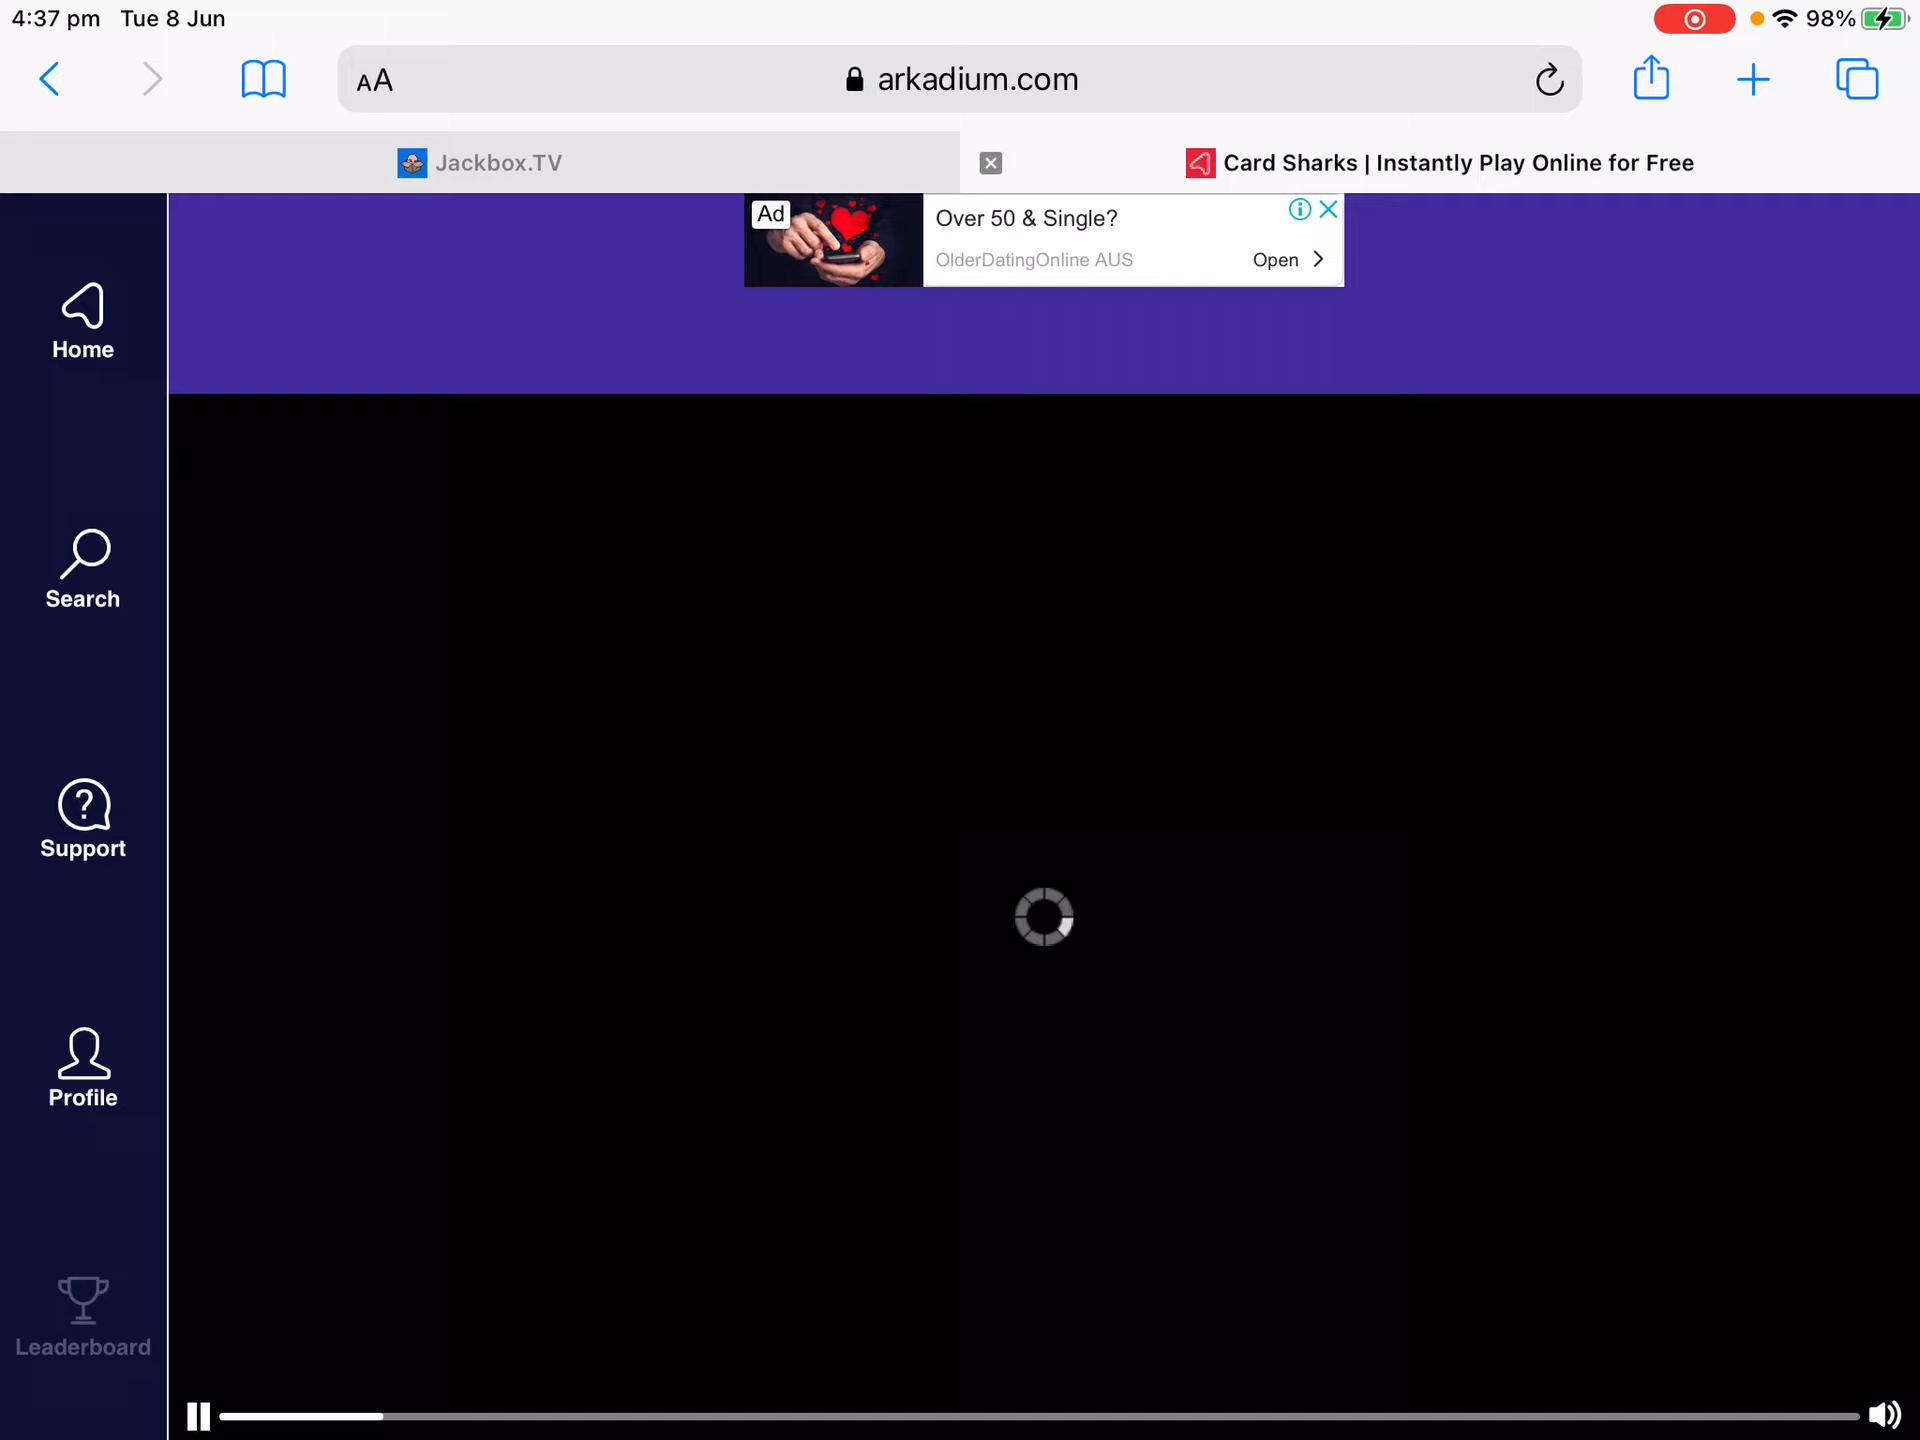 4:37 pm Tue 8 Jun 98%
AA arkadium.com
Jackbox.TV Card Sharks | Instantly Play Online for Free
Ad Over 50 & Single?
OlderDatingOnline AUS Open
Home
Search
Support
Profile
Leaderboard